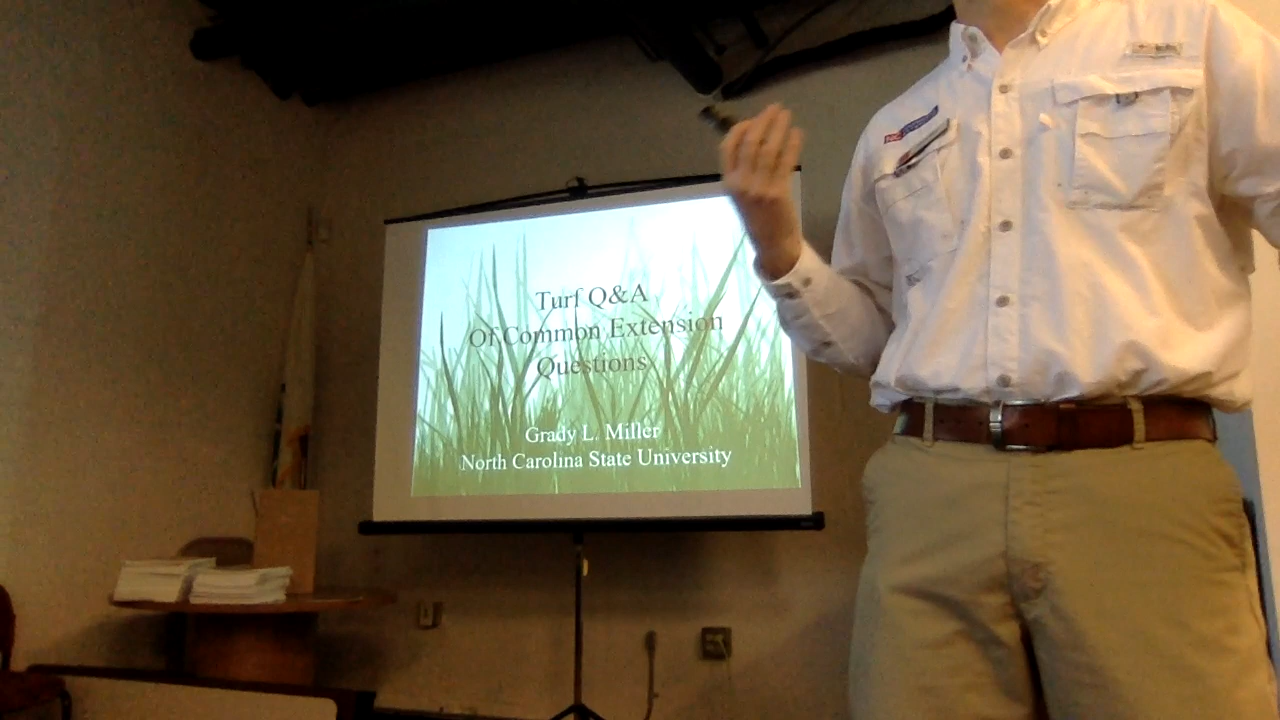 Turf Q&A
Of Common Extension
Questions
Grady L. Miller
North Carolina State University